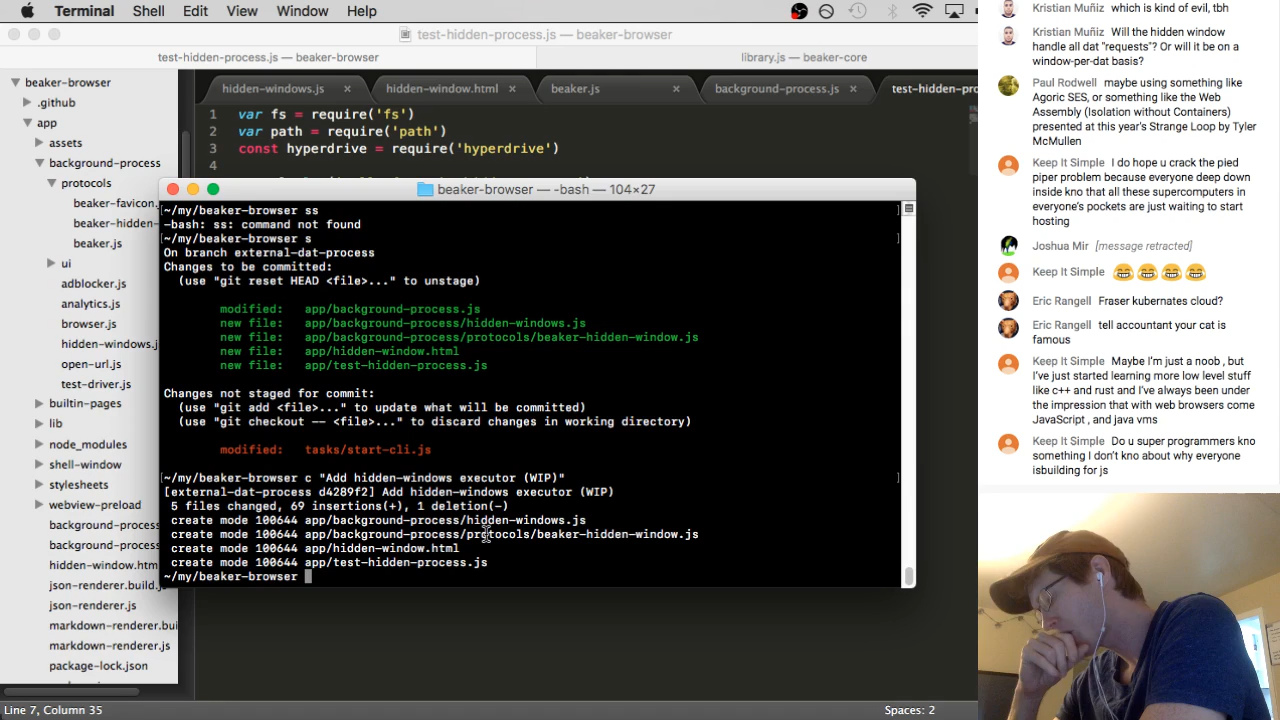 Terminal Shell Edit View Window Help
test-hidden-process.js — beaker-browser
test-hidden-process.js — beaker-browser
library.js — beaker-core
beaker-browser
.github
app
assets
background-process
protocols
beaker-favicon.
beaker-hidden-
beaker.js
ui
adblocker.js
analytics.js
browser.js
hidden-windows.j
open-url.js
test-driver.js
builtin-pages
lib
node_modules
shell-window
stylesheets
webview-preload
background-proces
hidden-window.htm
json-renderer.build.j
json-renderer.js
markdown-renderer.bui
markdown-renderer.js
package-lock.json
hidden-windows.js × hidden-window.html × beaker.js × background-process.js × test-hidden-pro
1 var fs = require('fs')
2 var path = require('path')
3 const hyperdrive = require('hyperdrive')
4
beaker-browser — -bash — 104×27
[~/my/beaker-browser ss ]
-bash: ss: command not found
[~/my/beaker-browser s ]
On branch external-dat-process
Changes to be committed:
(use "git reset HEAD <file>..." to unstage)
modified: app/background-process.js
new file: app/background-process/hidden-windows.js
new file: app/background-process/protocols/beaker-hidden-window.js
new file: app/hidden-window.html
new file: app/test-hidden-process.js
Changes not staged for commit:
(use "git add <file>..." to update what will be committed)
(use "git checkout -- <file>..." to discard changes in working directory)
modified: tasks/start-cli.js
[~/my/beaker-browser c "Add hidden-windows executor (WIP)" ]
[external-dat-process d4289f2] Add hidden-windows executor (WIP)
5 files changed, 69 insertions(+), 1 deletion(-)
create mode 100644 app/background-process/hidden-windows.js
create mode 100644 app/background-process/protocols/beaker-hidden-window.js
create mode 100644 app/hidden-window.html
create mode 100644 app/test-hidden-process.js
~/my/beaker-browser
Line 7, Column 35
Spaces: 2
Kristian Muñiz which is kind of evil, tbh
Kristian Muñiz Will the hidden window
handle all dat "requests"? Or will it be on a
window-per-dat basis?
Paul Rodwell maybe using something like
Agoric SES, or something like the Web
Assembly (Isolation without Containers)
presented at this year's Strange Loop by Tyler
McMullen
Keep It Simple I do hope u crack the pied
piper problem because everyone deep down
inside kno that all these supercomputers in
everyone's pockets are just waiting to start
hosting
Joshua Mir [message retracted]
Keep It Simple 😂😂😂😂
Eric Rangell Fraser kubernates cloud?
Eric Rangell tell accountant your cat is
famous
Keep It Simple Maybe I'm just a noob , but
I've just started learning more low level stuff
like c++ and rust and I've always been under
the impression that with web browsers come
JavaScript , and java vms
Keep It Simple Do u super programmers kno
something I don't kno about why everyone
isbuilding for js